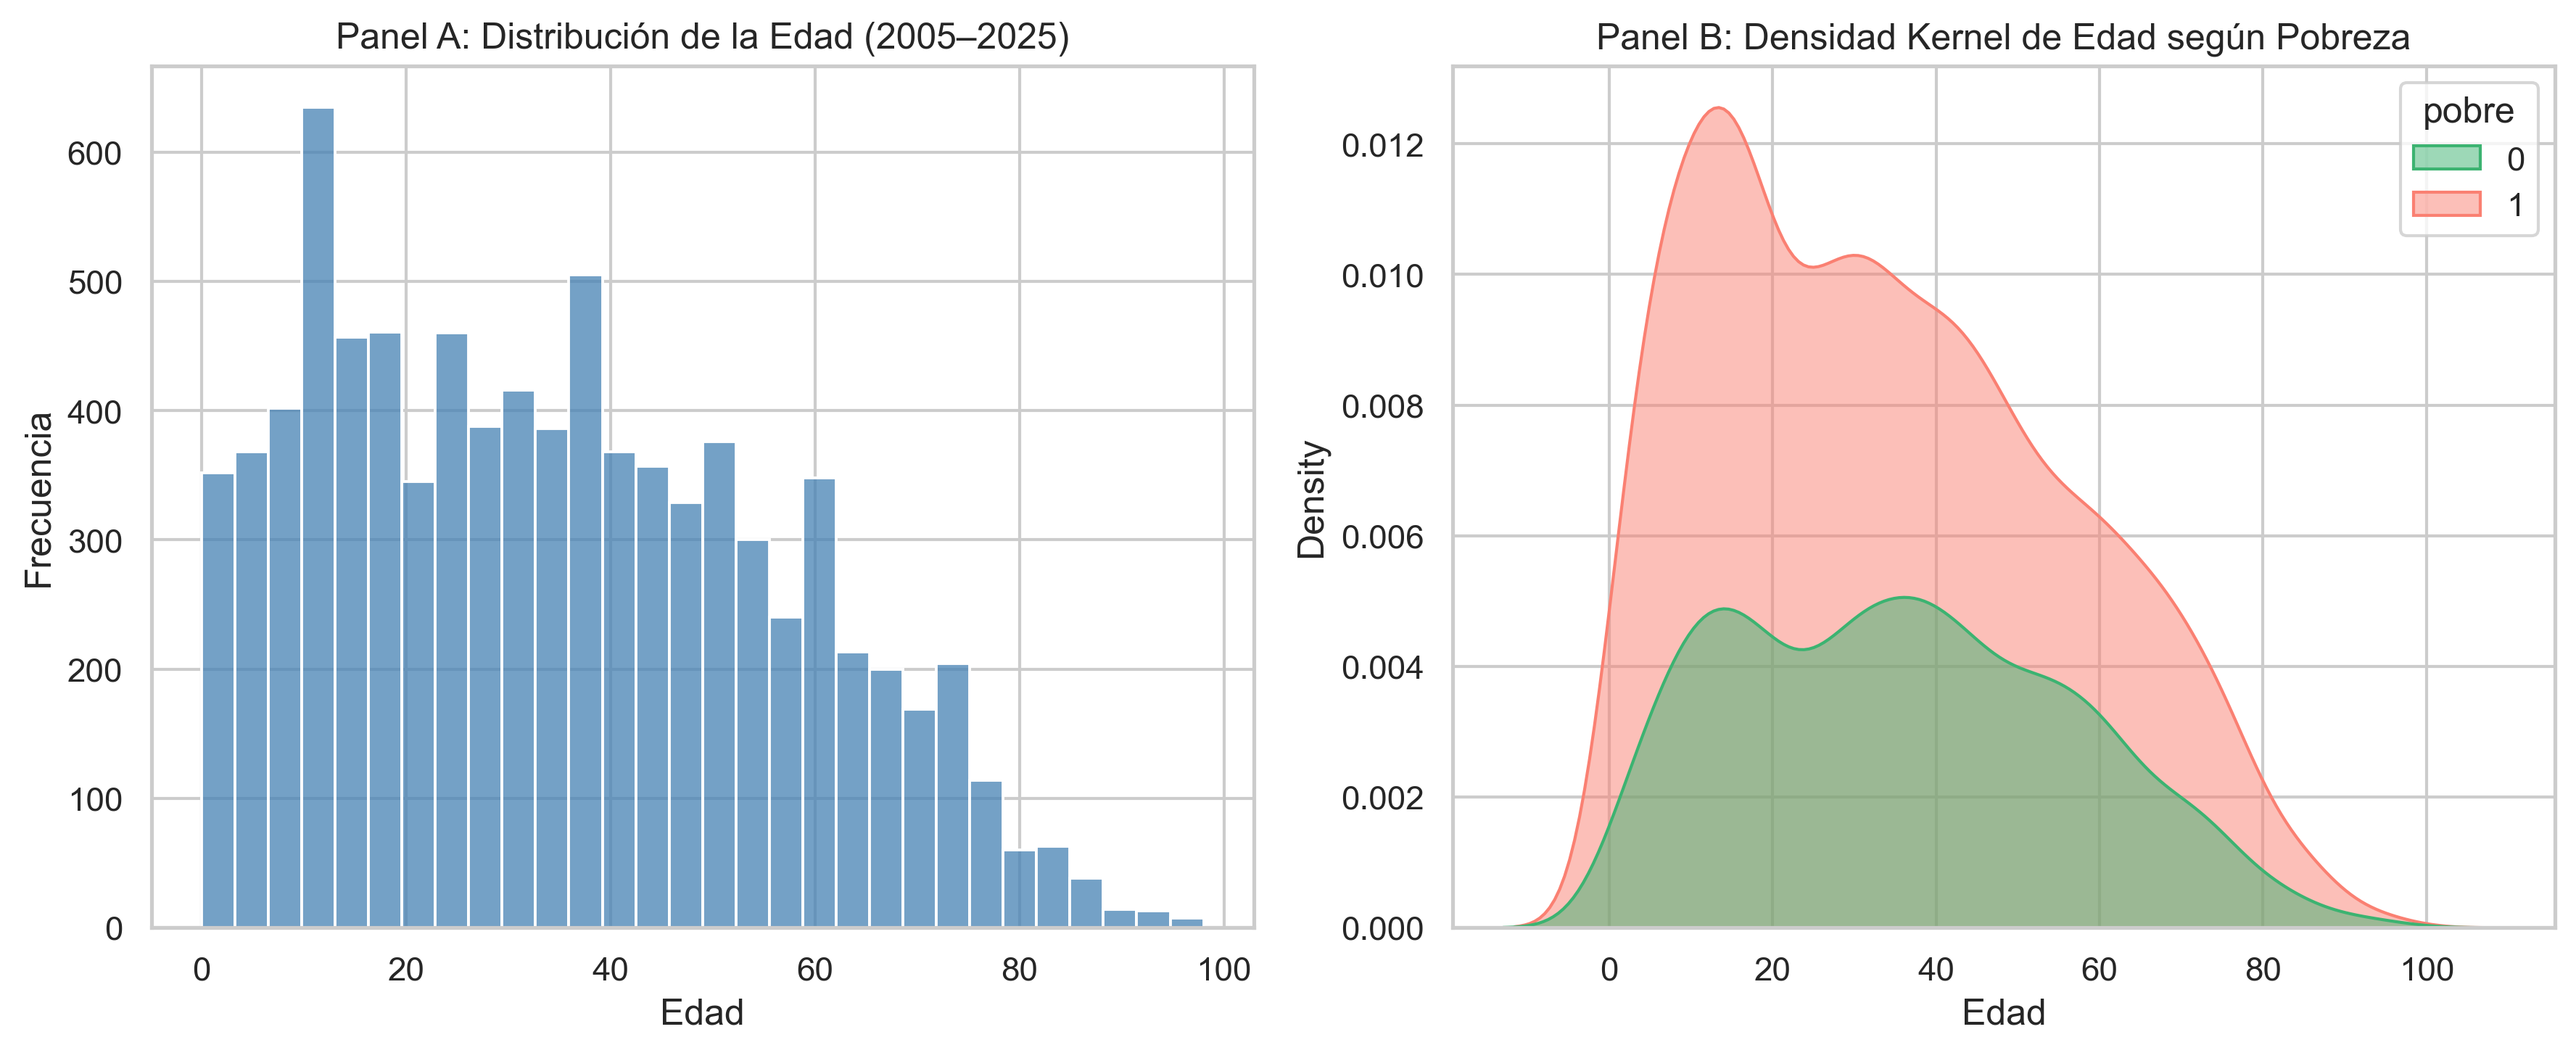 Panel A: Distribución de la Edad (2005–2025)
Frecuencia
600
500
400
300
200
100
0
0 20 40 60 80 100
Edad
Panel B: Densidad Kernel de Edad según Pobreza
Density
0.012
0.010
0.008
0.006
0.004
0.002
0.000
0 20 40 60 80 100
Edad
pobre
0
1